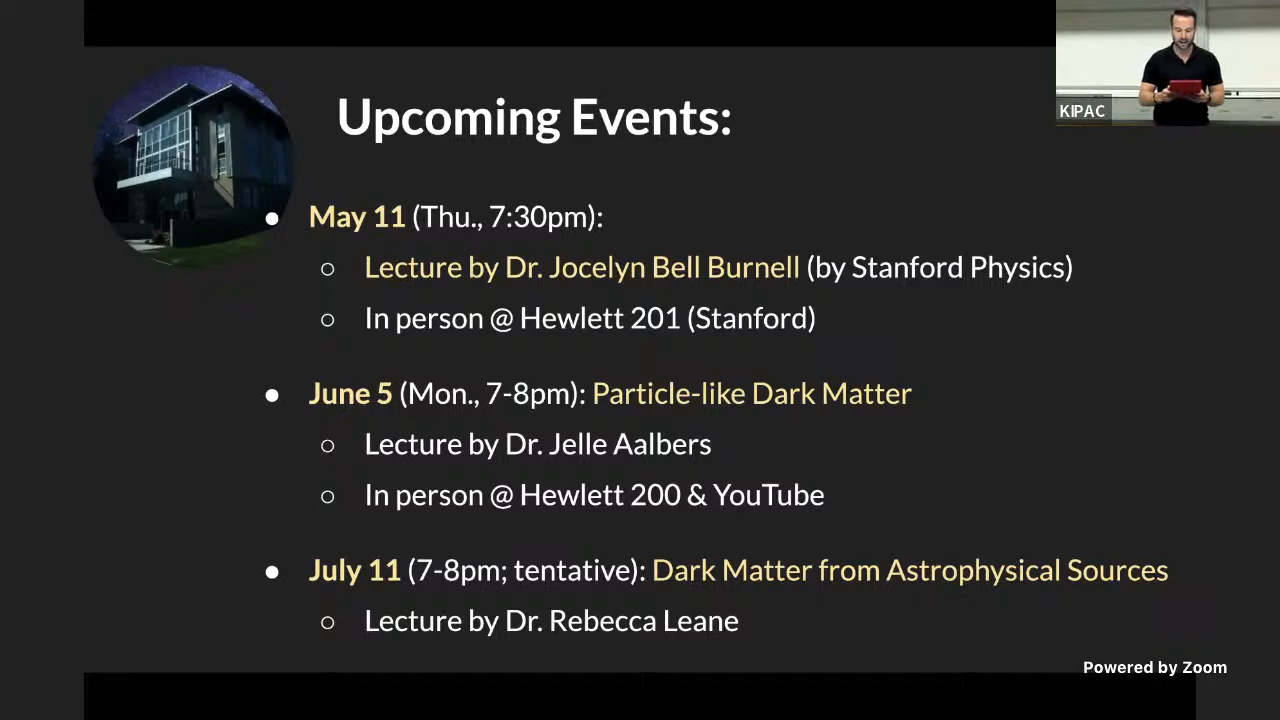 KIPAC
Upcoming Events:
● May 11 (Thu., 7:30pm):
○ Lecture by Dr. Jocelyn Bell Burnell (by Stanford Physics)
○ In person @ Hewlett 201 (Stanford)
● June 5 (Mon., 7-8pm): Particle-like Dark Matter
○ Lecture by Dr. Jelle Aalbers
○ In person @ Hewlett 200 & YouTube
● July 11 (7-8pm; tentative): Dark Matter from Astrophysical Sources
○ Lecture by Dr. Rebecca Leane
Powered by Zoom